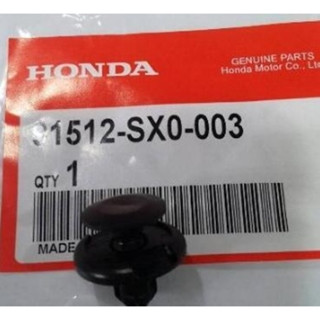 HONDA
GENUINE PARTS
Honda Motor Co., Ltd
91512-SX0-003
QTY 1
MADE